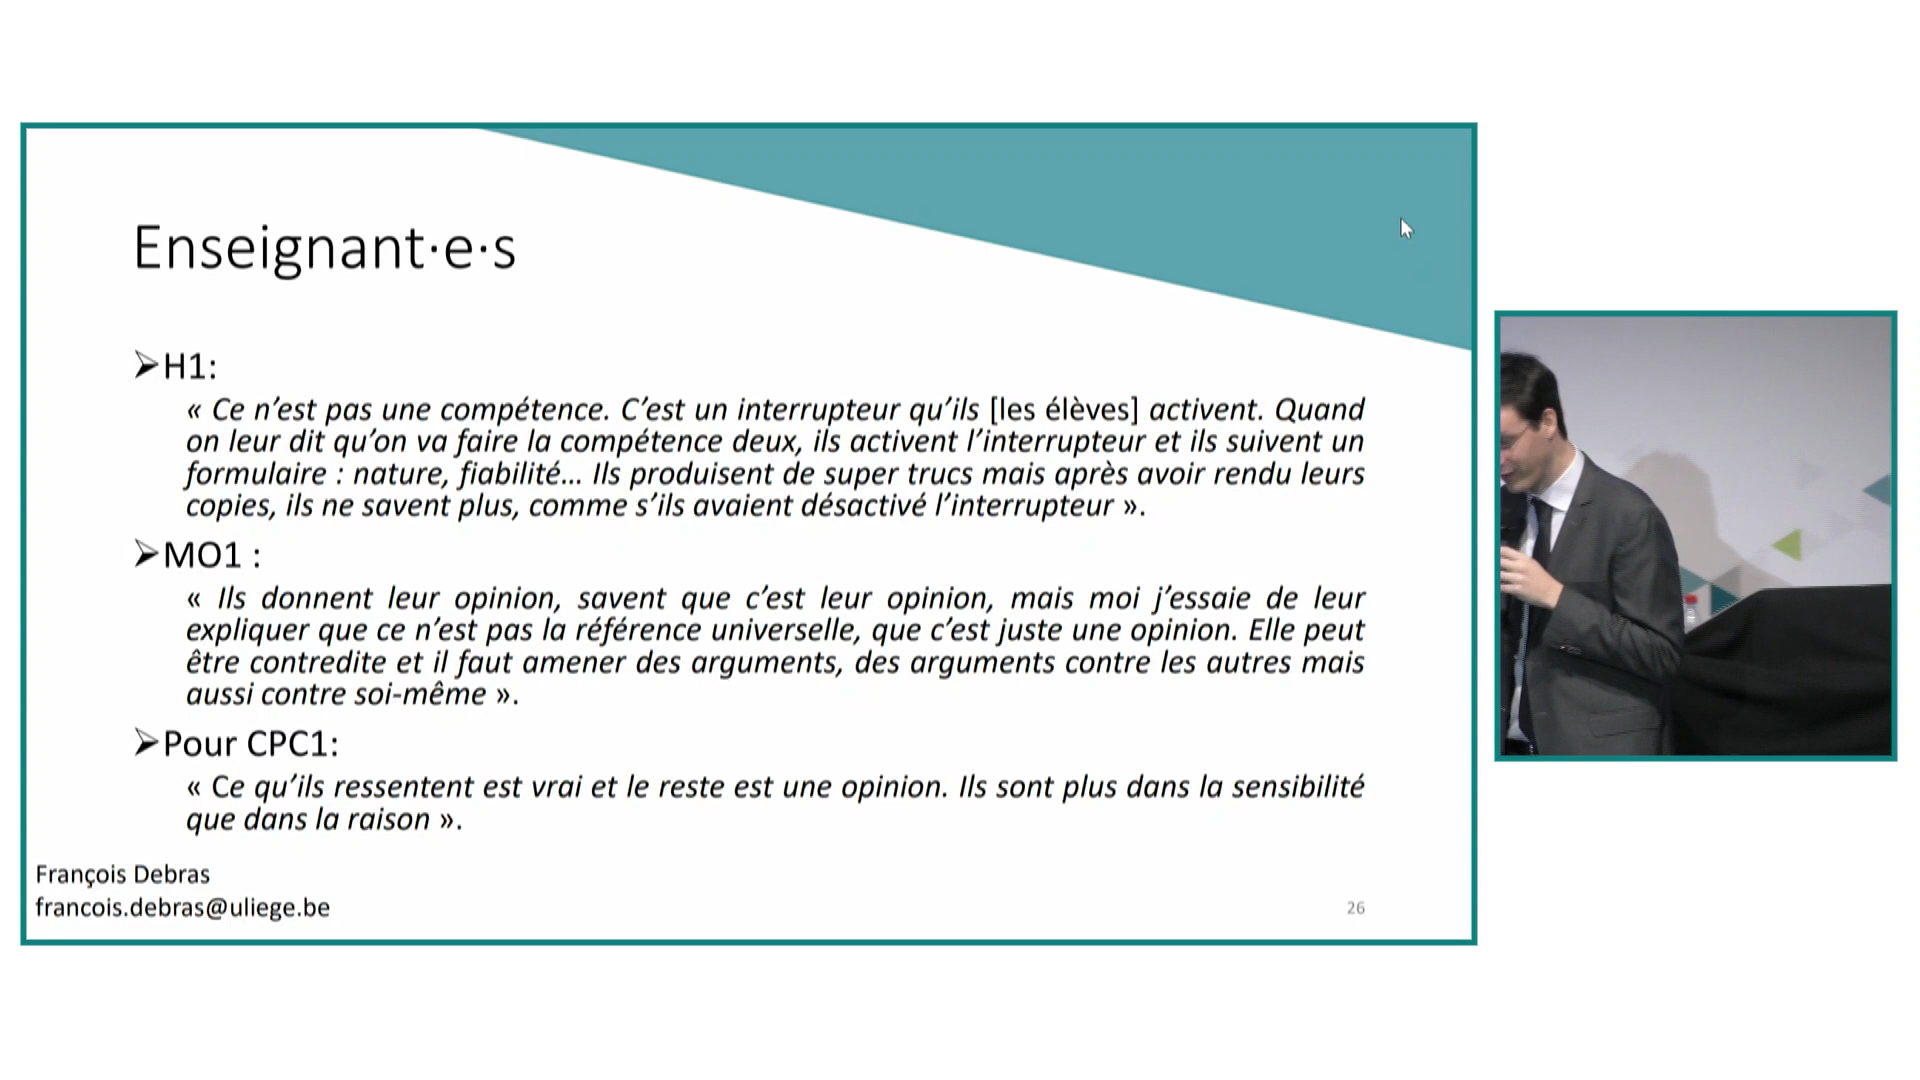 Enseignant·e·s
➢H1:
« Ce n’est pas une compétence. C’est un interrupteur qu’ils [les élèves] activent. Quand
on leur dit qu’on va faire la compétence deux, ils activent l’interrupteur et ils suivent un
formulaire : nature, fiabilité… Ils produisent de super trucs mais après avoir rendu leurs
copies, ils ne savent plus, comme s’ils avaient désactivé l’interrupteur ».
➢MO1 :
« Ils donnent leur opinion, savent que c’est leur opinion, mais moi j’essaie de leur
expliquer que ce n’est pas la référence universelle, que c’est juste une opinion. Elle peut
être contredite et il faut amener des arguments, des arguments contre les autres mais
aussi contre soi-même ».
➢Pour CPC1:
« Ce qu’ils ressentent est vrai et le reste est une opinion. Ils sont plus dans la sensibilité
que dans la raison ».
François Debras
francois.debras@uliege.be
26